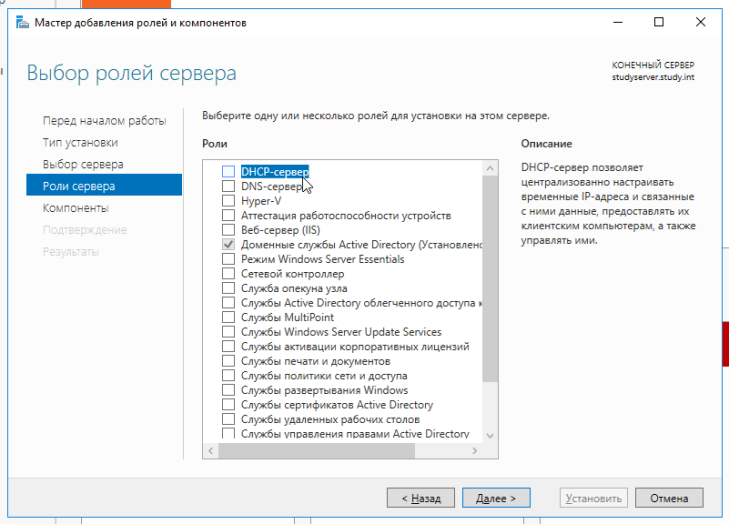 Мастер добавления ролей и компонентов
Выбор ролей сервера
КОНЕЧНЫЙ СЕРВЕР
studyserver.study.int
Перед началом работы
Тип установки
Выбор сервера
Роли сервера
Компоненты
Подтверждение
Результаты
Выберите одну или несколько ролей для установки на этом сервере.
Роли
DHCP-сервер
DNS-сервер
Hyper-V
Аттестация работоспособности устройств
Веб-сервер (IIS)
Доменные службы Active Directory (Установлено
Режим Windows Server Essentials
Сетевой контроллер
Служба опекуна узла
Службы Active Directory облегченного доступа к
Службы MultiPoint
Службы Windows Server Update Services
Службы активации корпоративных лицензий
Службы печати и документов
Службы политики сети и доступа
Службы развертывания Windows
Службы сертификатов Active Directory
Службы удаленных рабочих столов
Службы управления правами Active Directory
Описание
DHCP-сервер позволяет
централизованно настраивать
временные IP-адреса и связанные
с ними данные, предоставлять их
клиентским компьютерам, а также
управлять ими.
< Назад
Далее >
Установить
Отмена